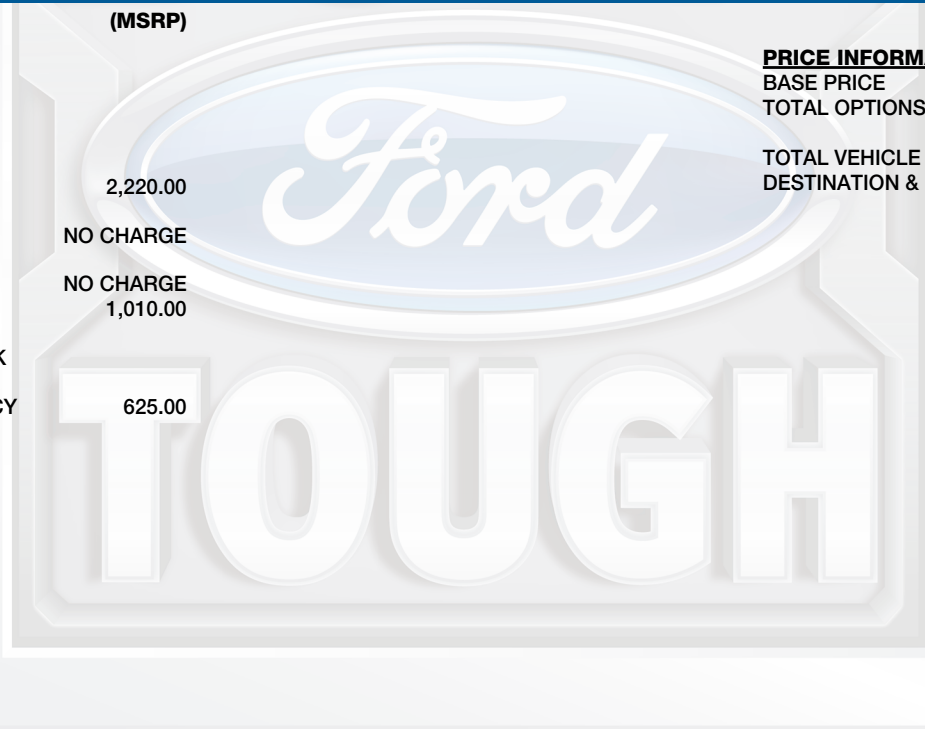 (MSRP)
2,220.00
NO CHARGE
NO CHARGE
1,010.00
K
CY 625.00
PRICE INFORMA
BASE PRICE
TOTAL OPTIONS
TOTAL VEHICLE
DESTINATION &
Ford
TOUGH